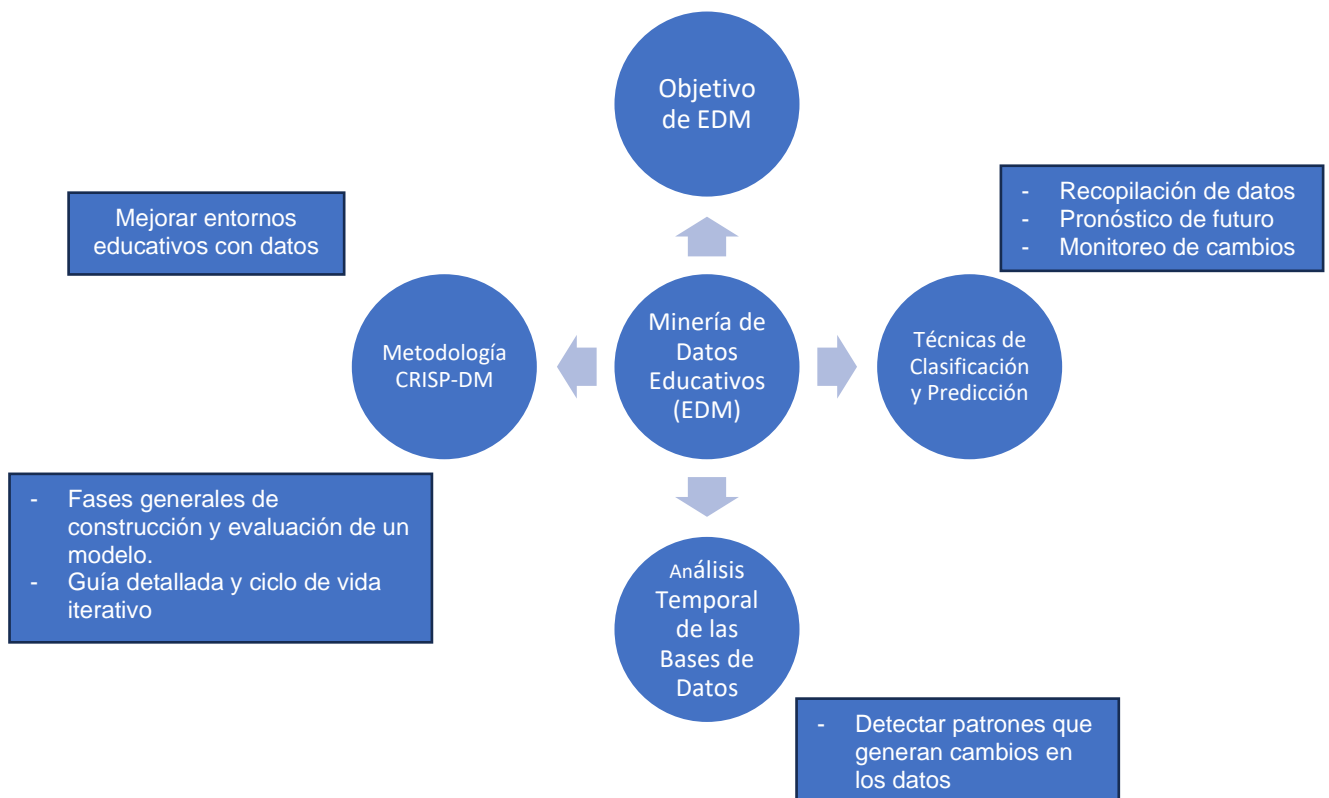 Objetivo
de EDM
Mejorar entornos
educativos con datos
- Recopilación de datos
- Pronóstico de futuro
- Monitoreo de cambios
Metodología
CRISP-DM
Minería de
Datos
Educativos
(EDM)
Técnicas de
Clasificación
y Predicción
- Fases generales de
construcción y evaluación de un
modelo.
- Guía detallada y ciclo de vida
iterativo
Análisis
Temporal
de las
Bases de
Datos
- Detectar patrones que
generan cambios en
los datos